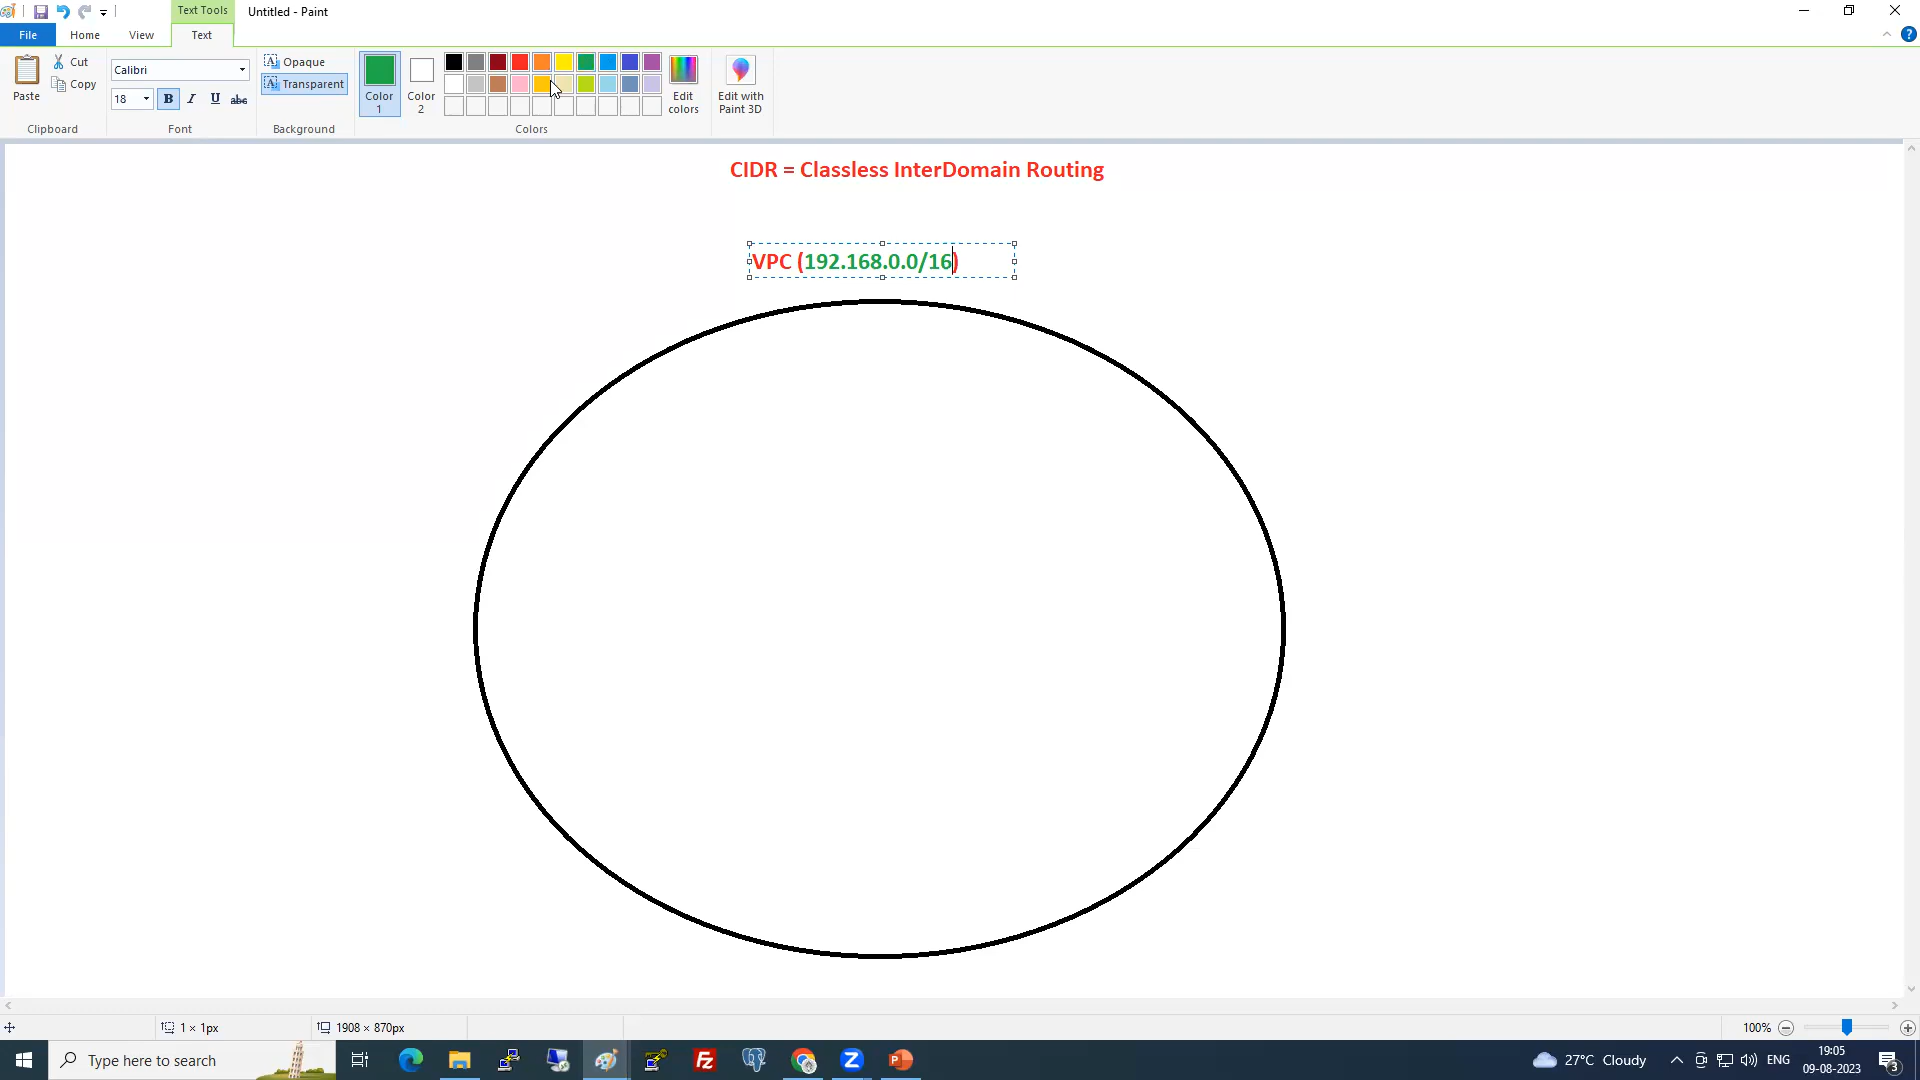 Text Tools
Untitled - Paint
File
Home
View
Text
Paste
Cut
Copy
Clipboard
Calibri
18
B
I
U
abc
Font
Opaque
Transparent
Background
Color
1
Color
2
Colors
Edit
colors
Edit with
Paint 3D
CIDR = Classless InterDomain Routing
VPC (192.168.0.0/16)
1 × 1px
1908 × 870px
100%
Type here to search
27°C Cloudy
ENG
19:05
09-08-2023
3